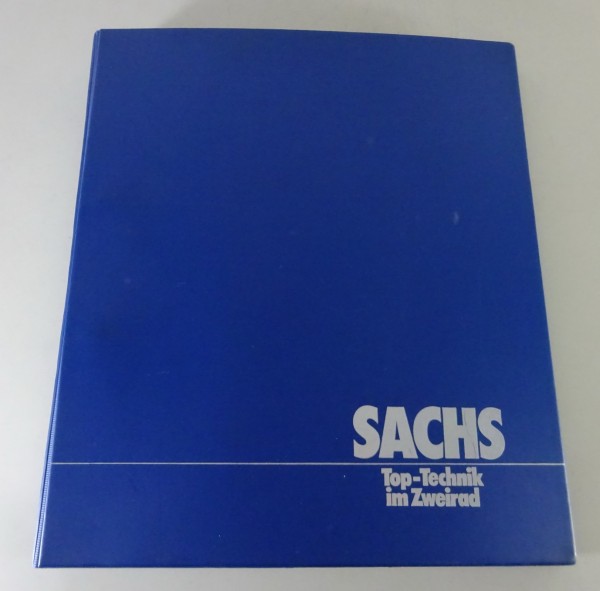 SACHS
Top-Technik
im Zweirad